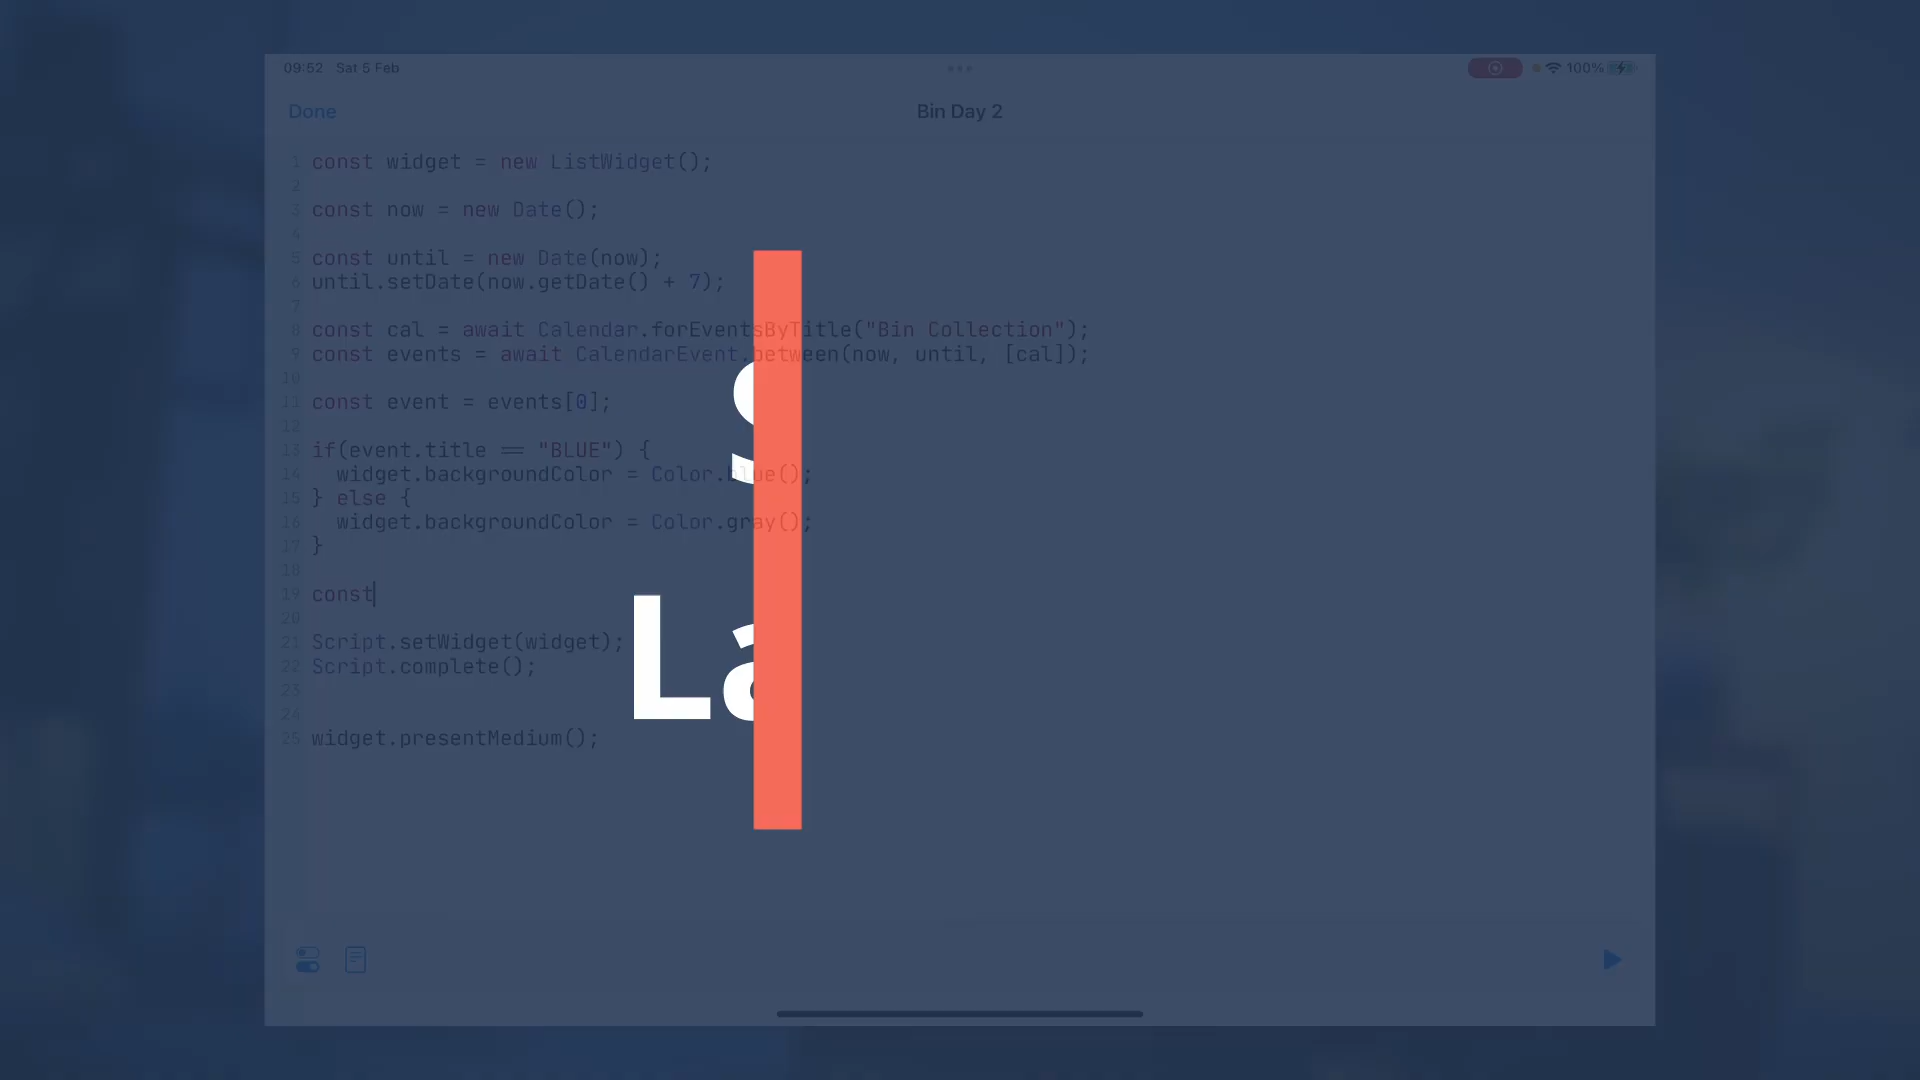 09:52 Sat 5 Feb
100%
Done
Bin Day 2
1 const widget = new ListWidget();
2
3 const now = new Date();
4
5 const until = new Date(now);
6 until.setDate(now.getDate() + 7);
7
8 const cal = await Calendar.forEventsByTitle("Bin Collection");
9 const events = await CalendarEvent.between(now, until, [cal]);
10
11 const event = events[0];
12
13 if(event.title == "BLUE") {
14 widget.backgroundColor = Color.blue();
15 } else {
16 widget.backgroundColor = Color.gray();
17 }
18
19 const
20
21 Script.setWidget(widget);
22 Script.complete();
23
24
25 widget.presentMedium();